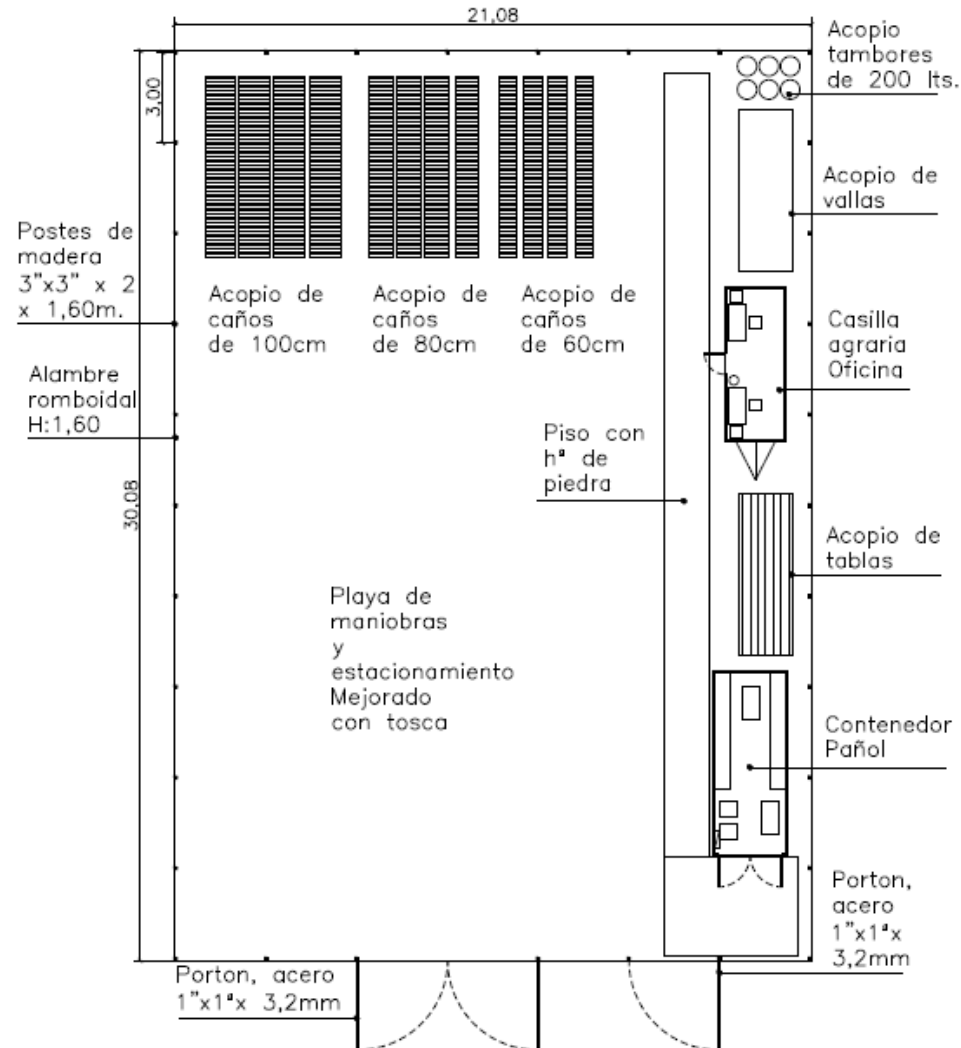 21,08
Acopio
tambores
de 200 lts.
3,00
Acopio de
vallas
Postes de
madera
3"x3" x 2
x 1,60m.
Acopio de
caños
de 100cm
Acopio de
caños
de 80cm
Acopio de
caños
de 60cm
Casilla
agraria
Oficina
Alambre
romboidal
H:1,60
Piso con
hª de
piedra
30,08
Acopio de
tablas
Playa de
maniobras
y
estacionamiento
Mejorado
con tosca
Contenedor
Pañol
Porton,
acero
1"x1ªx
3,2mm
Porton, acero
1"x1ªx 3,2mm